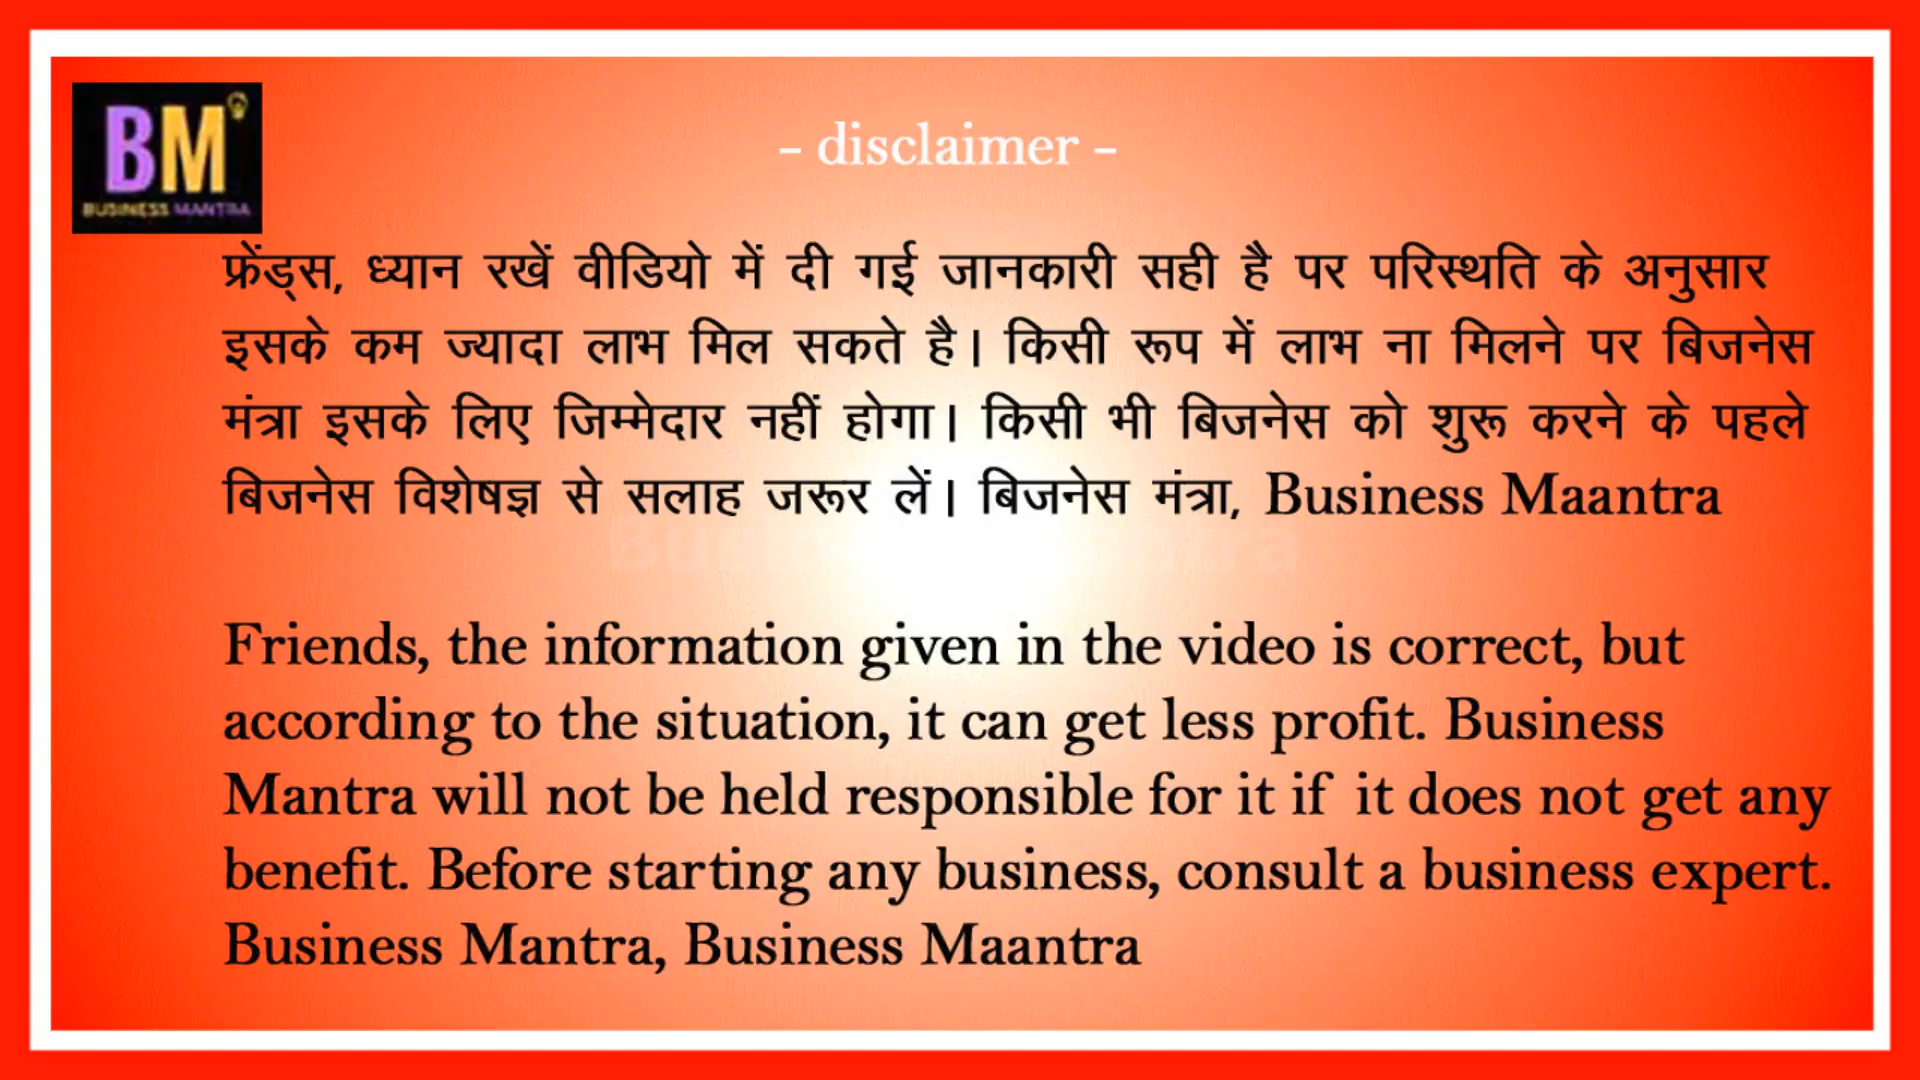 BM
BUSINESS MANTRA
– disclaimer –
फ्रेंड्स, ध्यान रखें वीडियो में दी गई जानकारी सही है पर परिस्थति के अनुसार
इसके कम ज्यादा लाभ मिल सकते है। किसी रूप में लाभ ना मिलने पर बिजनेस
मंत्रा इसके लिए जिम्मेदार नहीं होगा। किसी भी बिजनेस को शुरू करने के पहले
बिजनेस विशेषज्ञ से सलाह जरूर लें। बिजनेस मंत्रा, Business Maantra
Friends, the information given in the video is correct, but
according to the situation, it can get less profit. Business
Mantra will not be held responsible for it if it does not get any
benefit. Before starting any business, consult a business expert.
Business Mantra, Business Maantra